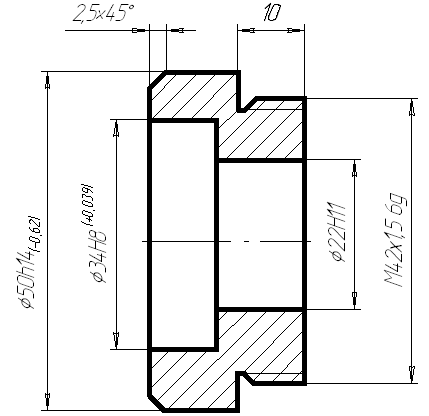 2,5x45°
10
⌀50h14(-0,62)
⌀34H8(+0,039)
⌀22H11
M42x1,5 6g